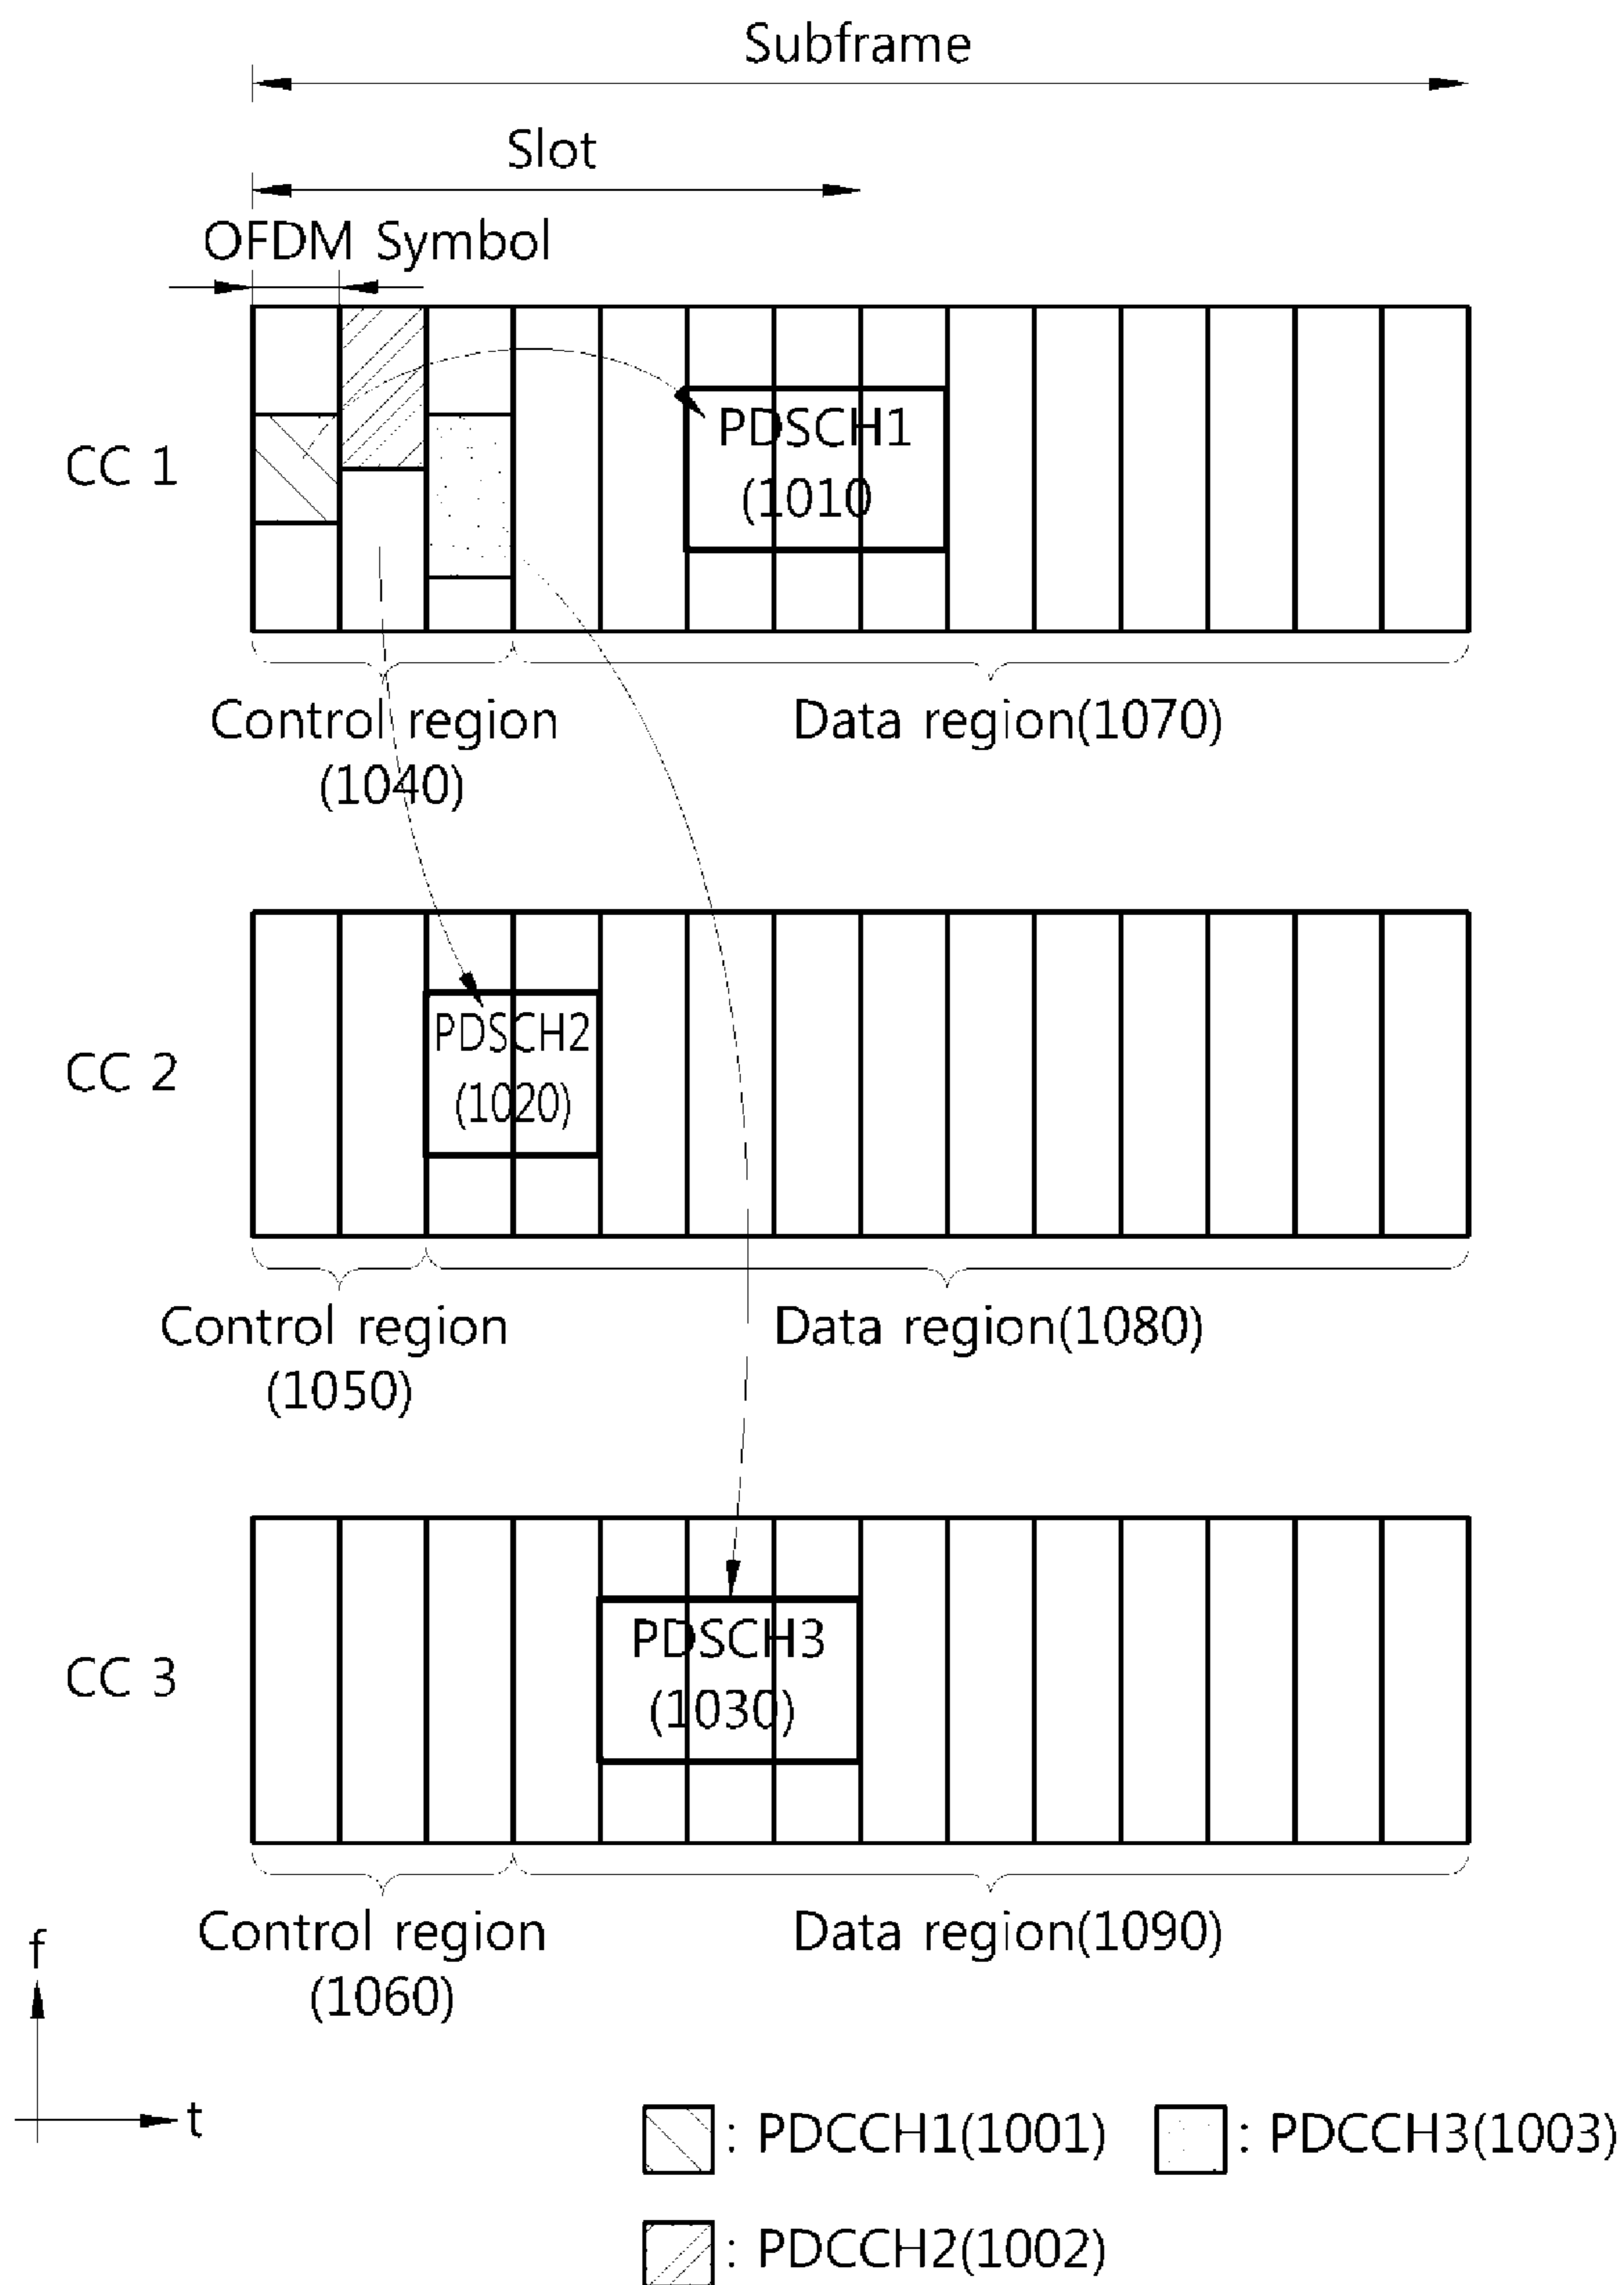 Subframe
Slot
OFDM Symbol
CC 1
PDSCH1
(1010
Control region
(1040)
Data region(1070)
CC 2
PDSCH2
(1020)
Control region
(1050)
Data region(1080)
CC 3
PDSCH3
(1030)
Control region
(1060)
Data region(1090)
f
t
: PDCCH1(1001)
: PDCCH3(1003)
: PDCCH2(1002)